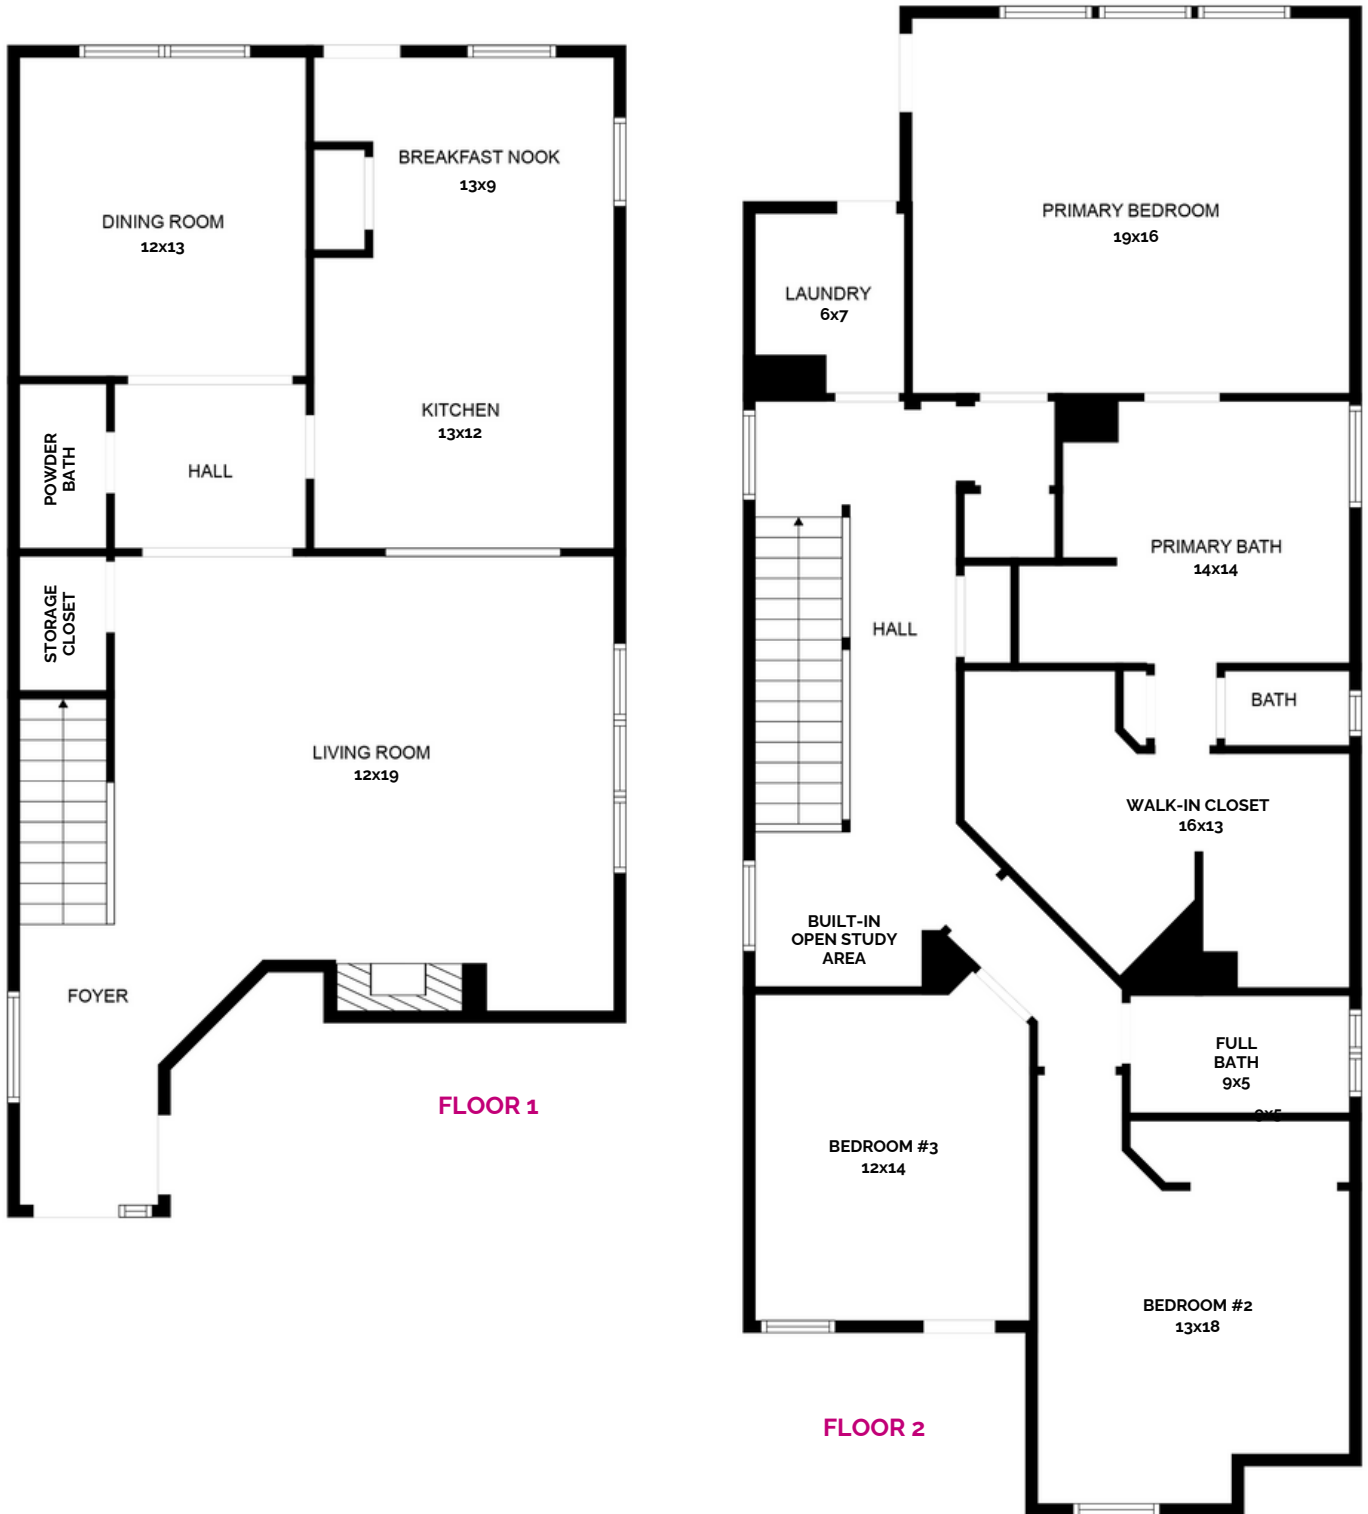 BREAKFAST NOOK
13x9
DINING ROOM
12x13
KITCHEN
13x12
POWDER
BATH
HALL
STORAGE
CLOSET
LIVING ROOM
12x19
FOYER
FLOOR 1
PRIMARY BEDROOM
19x16
LAUNDRY
6x7
PRIMARY BATH
14x14
HALL
BATH
WALK-IN CLOSET
16x13
BUILT-IN
OPEN STUDY
AREA
FULL
BATH
9x5
9x5
BEDROOM #3
12x14
BEDROOM #2
13x18
FLOOR 2